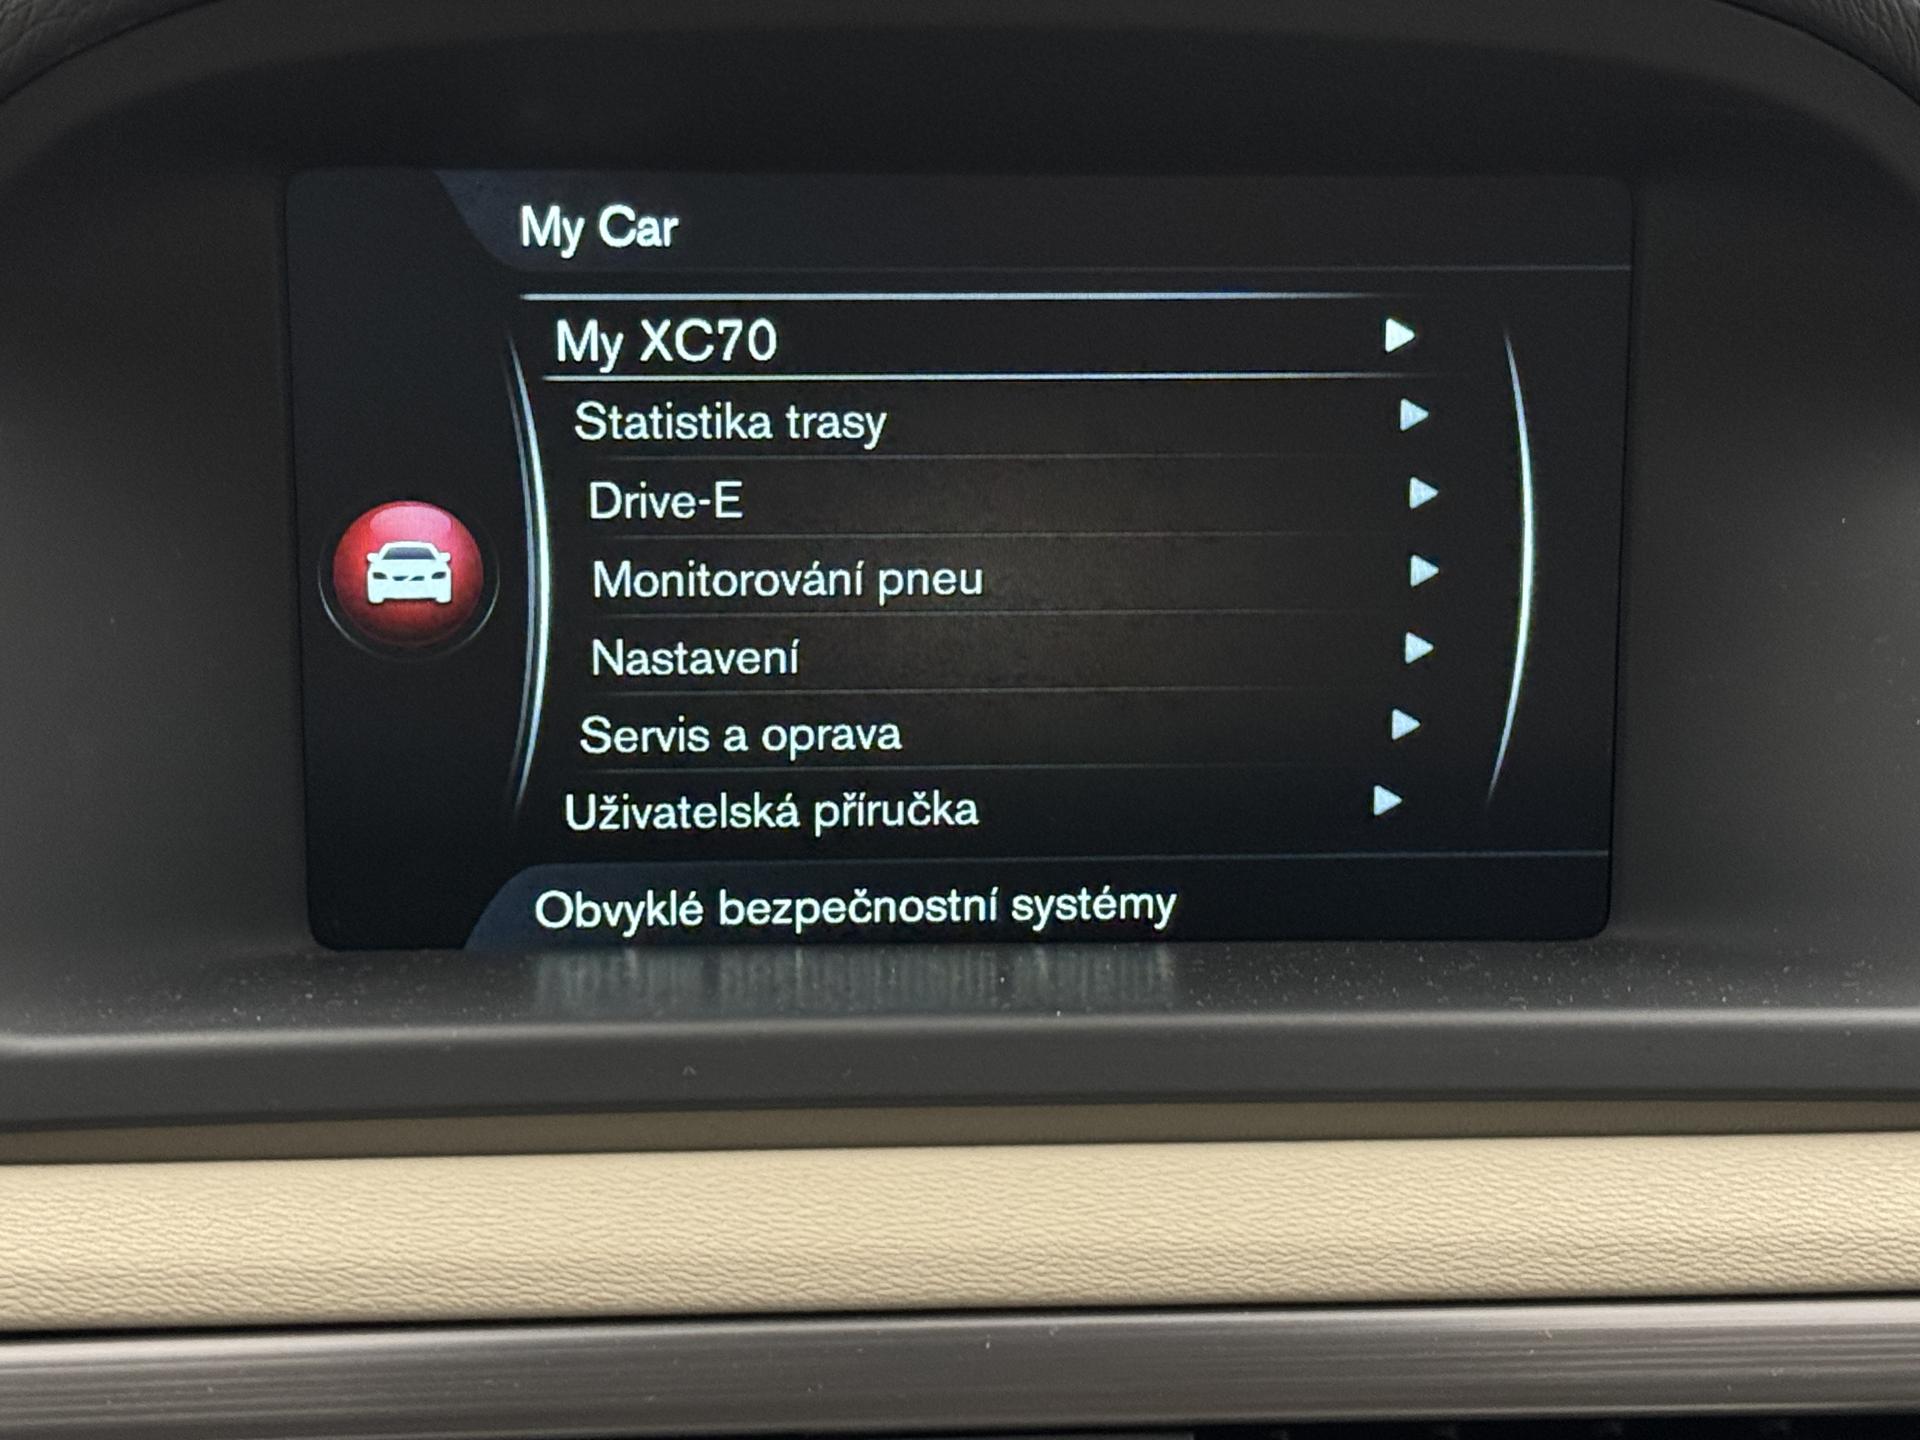 My Car
My XC70
Statistika trasy
Drive-E
Monitorování pneu
Nastavení
Servis a oprava
Uživatelská příručka
Obvyklé bezpečnostní systémy